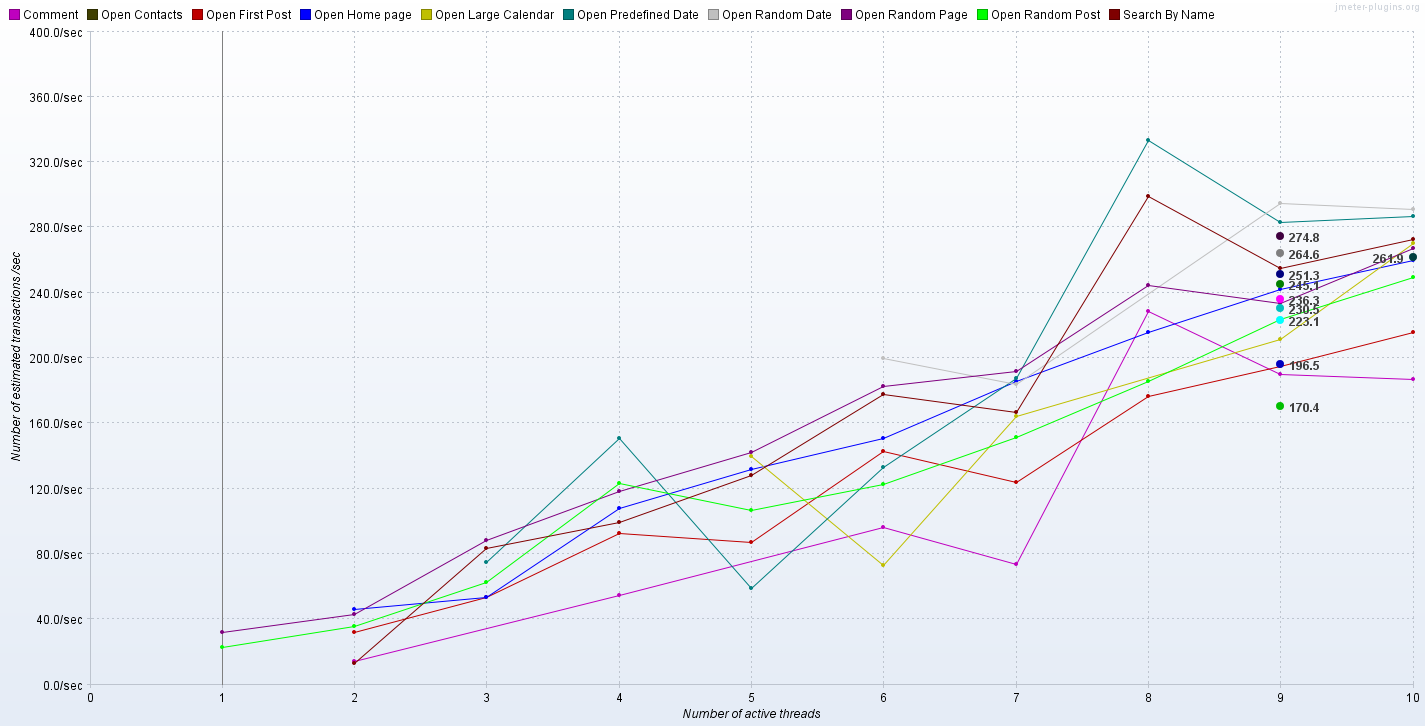 Comment Open Contacts Open First Post Open Home page Open Large Calendar Open Predefined Date Open Random Date Open Random Page Open Random Post Search By Name
jmeter-plugins.org
400.0/sec
360.0/sec
320.0/sec
280.0/sec
240.0/sec
200.0/sec
160.0/sec
120.0/sec
80.0/sec
40.0/sec
0.0/sec
Number of estimated transactions/sec
274.8
264.6
261.9
251.3
245.1
236.3
230.5
223.1
196.5
170.4
0 1 2 3 4 5 6 7 8 9 10
Number of active threads